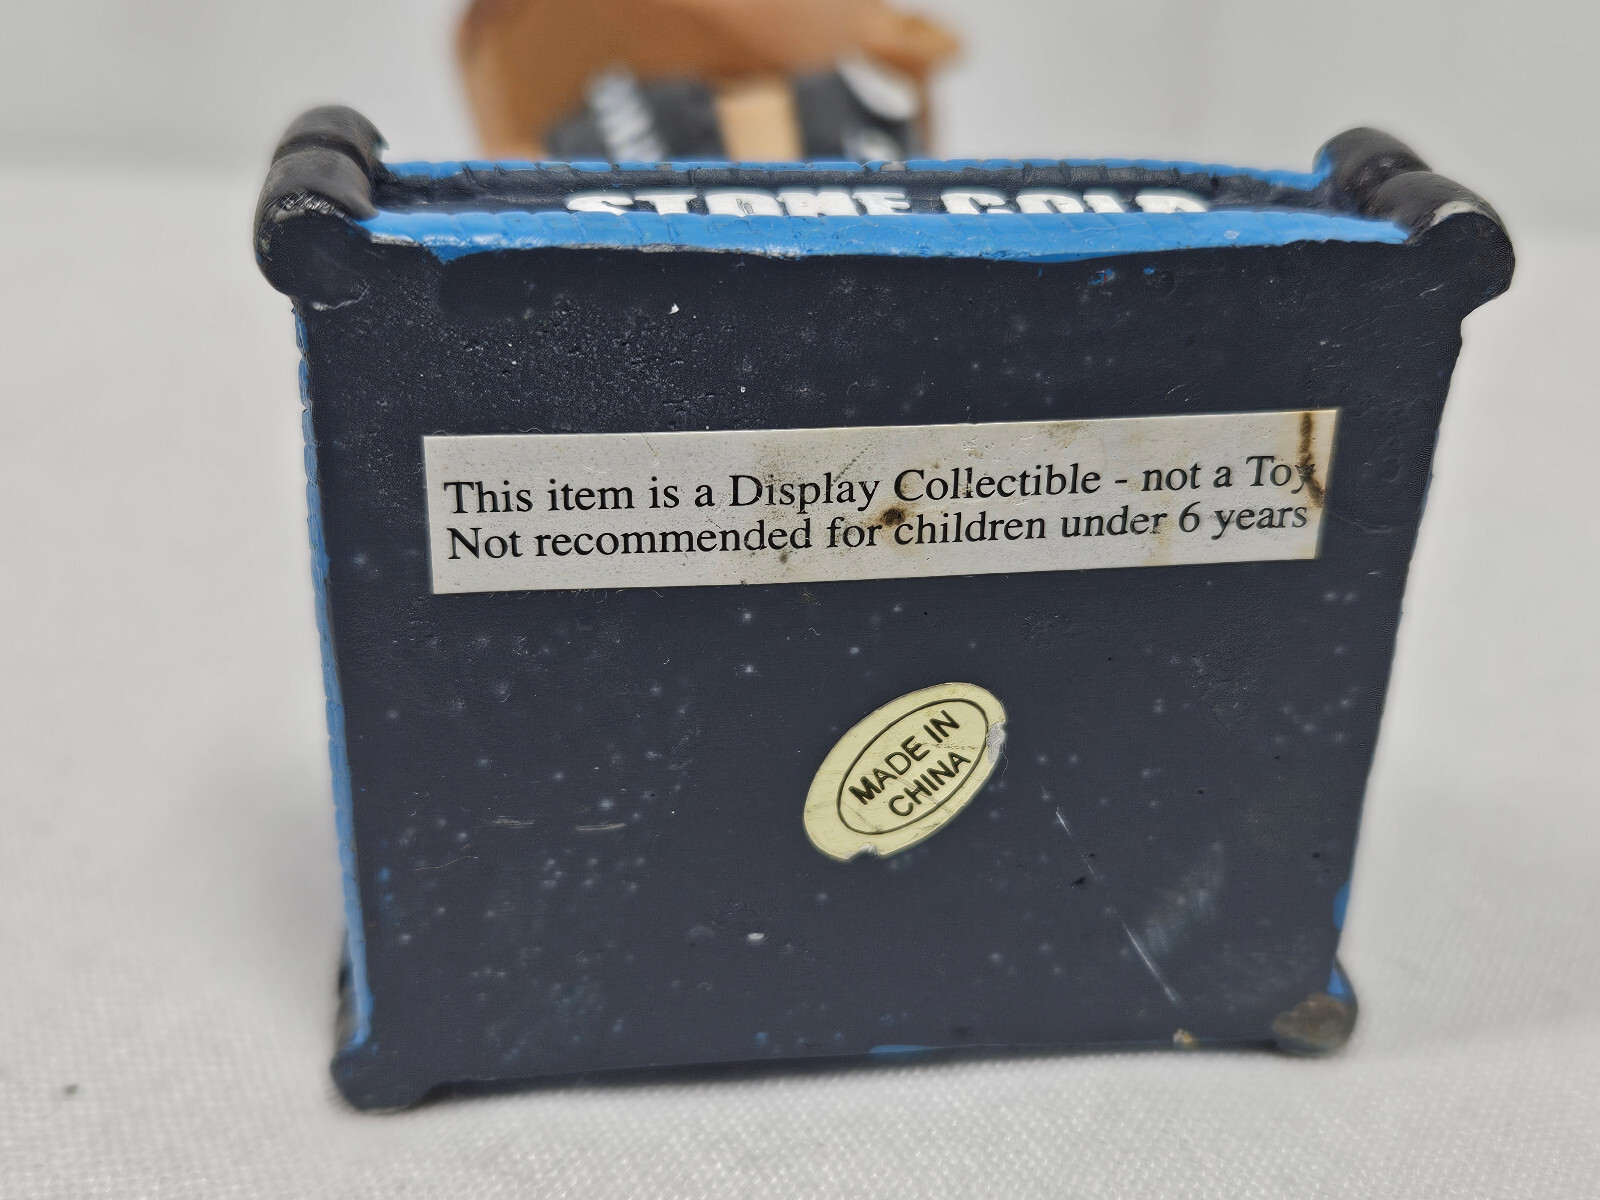 STONE COLD
This item is a Display Collectible - not a Toy
Not recommended for children under 6 years
MADE IN
CHINA